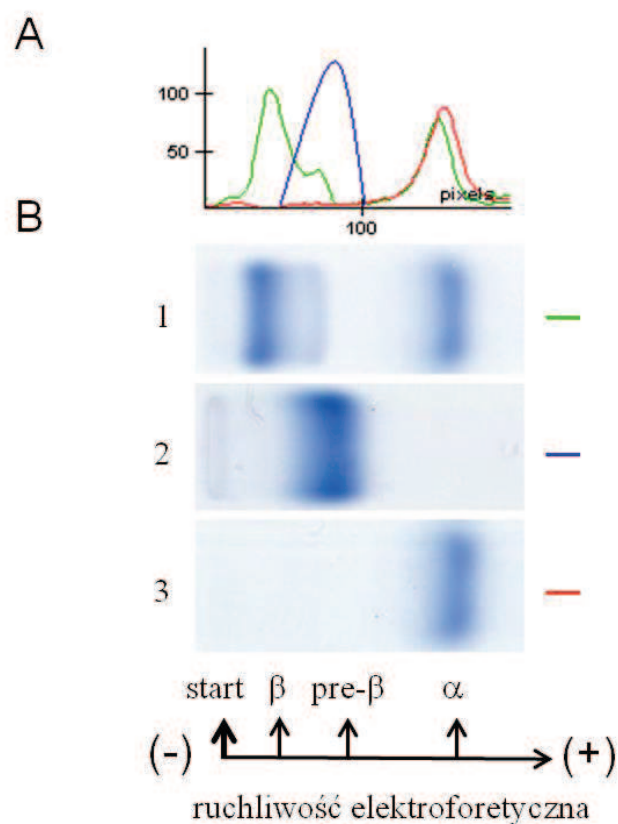 A
100
50
pixels
100
B
1
2
3
start β pre-β α
(-) (+)
ruchliwość elektroforetyczna